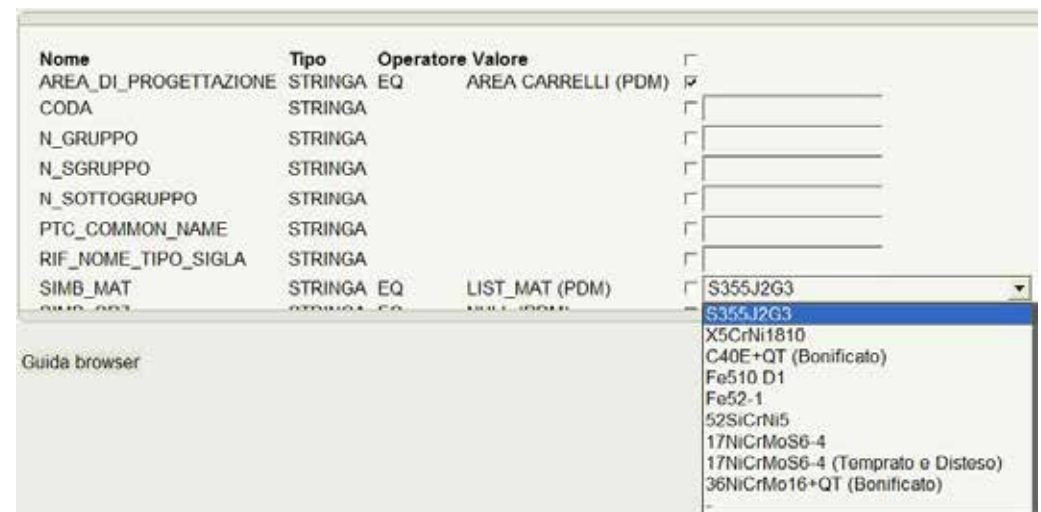 Nome Tipo Operatore Valore
AREA_DI_PROGETTAZIONE STRINGA EQ AREA CARRELLI (PDM)
CODA STRINGA
N_GRUPPO STRINGA
N_SGRUPPO STRINGA
N_SOTTOGRUPPO STRINGA
PTC_COMMON_NAME STRINGA
RIF_NOME_TIPO_SIGLA STRINGA
SIMB_MAT STRINGA EQ LIST_MAT (PDM) S355J2G3
S355J2G3
X5CrNi1810
Guida browser
C40E+QT (Bonificato)
Fe510 D1
Fe52-1
52SiCrNi5
17NiCrMoS6-4
17NiCrMoS6-4 (Temprato e Disteso)
36NiCrMo16+QT (Bonificato)
-